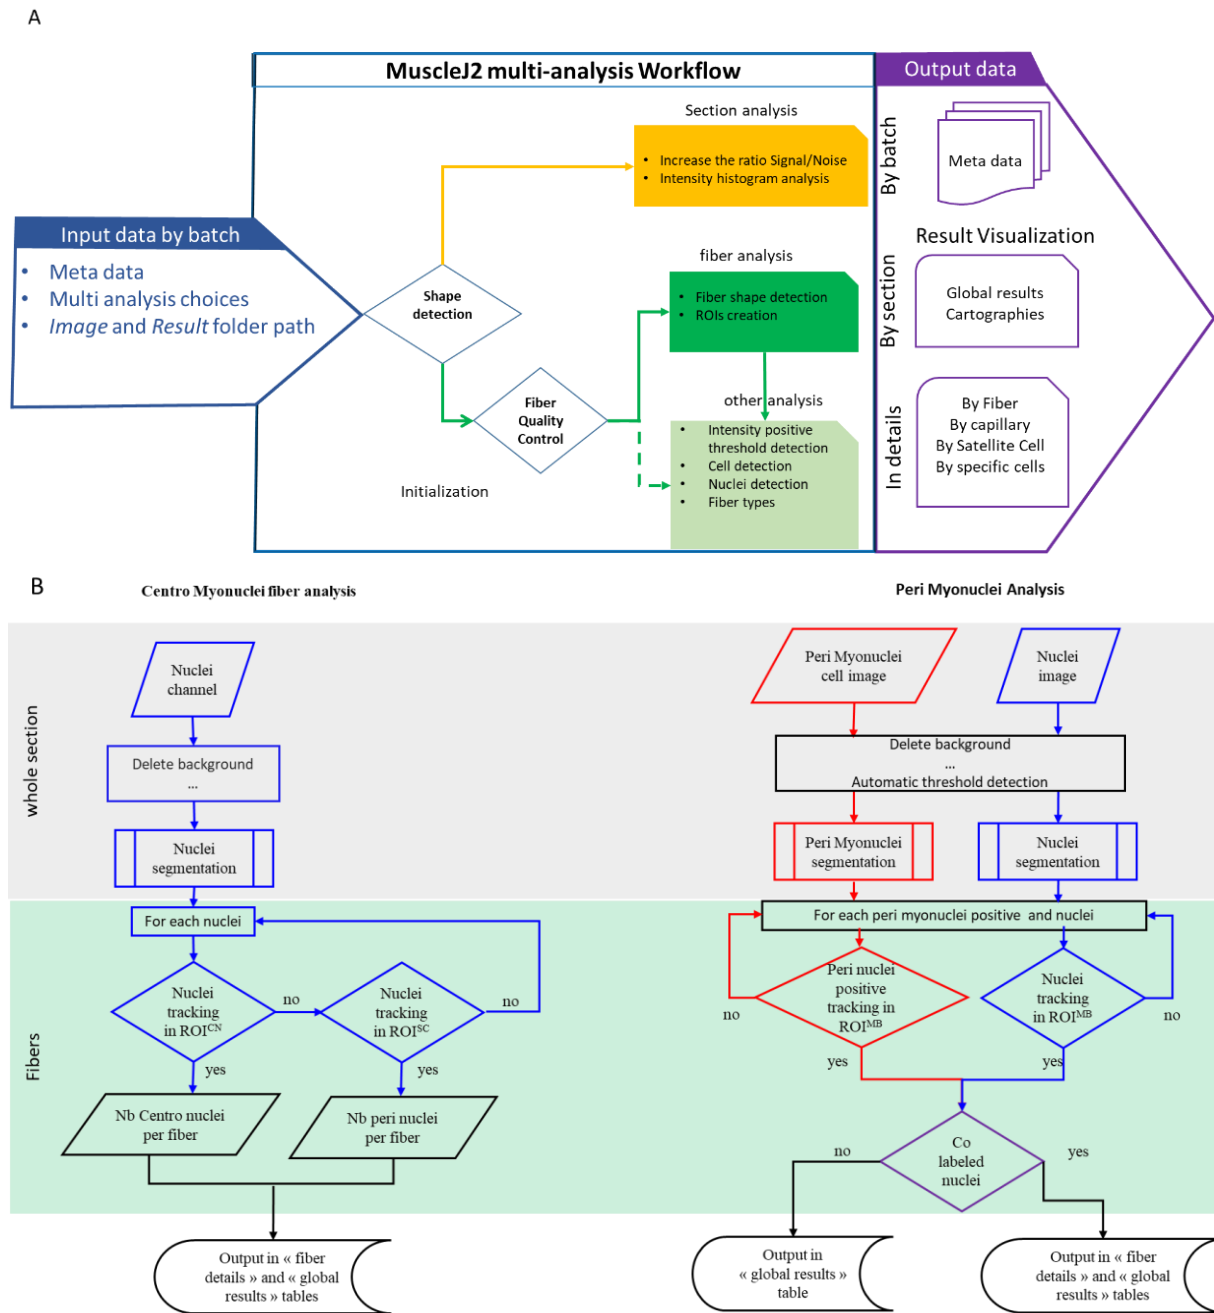 A
MuscleJ2 multi-analysis Workflow
Output data
Section analysis
• Increase the ratio Signal/Noise
• Intensity histogram analysis
By batch
Meta data
Input data by batch
• Meta data
• Multi analysis choices
• Image and Result folder path
Shape
detection
fiber analysis
• Fiber shape detection
• ROIs creation
Result Visualization
By section
Global results
Cartographies
Fiber
Quality
Control
Initialization
other analysis
• Intensity positive
threshold detection
• Cell detection
• Nuclei detection
• Fiber types
In details
By Fiber
By capillary
By Satellite Cell
By specific cells
B
Centro Myonuclei fiber analysis
Peri Myonuclei Analysis
whole section
Nuclei
channel
Delete background
...
Nuclei
segmentation
Peri Myonuclei
cell image
Nuclei
image
Delete background
...
Automatic threshold detection
Peri Myonuclei
segmentation
Nuclei
segmentation
Fibers
For each nuclei
Nuclei
tracking
in ROI^CN
no
Nuclei
tracking
in ROI^SC
no
yes
yes
Nb Centro nuclei
per fiber
Nb peri nuclei
per fiber
Output in « fiber
details » and « global
results » tables
For each peri myonuclei positive and nuclei
Peri nuclei
positive
tracking in
ROI^MB
no
yes
Nuclei
tracking
in ROI^MB
no
yes
Co
labeled
nuclei
no
yes
Output in
« global results »
table
Output in « fiber
details » and « global
results » tables